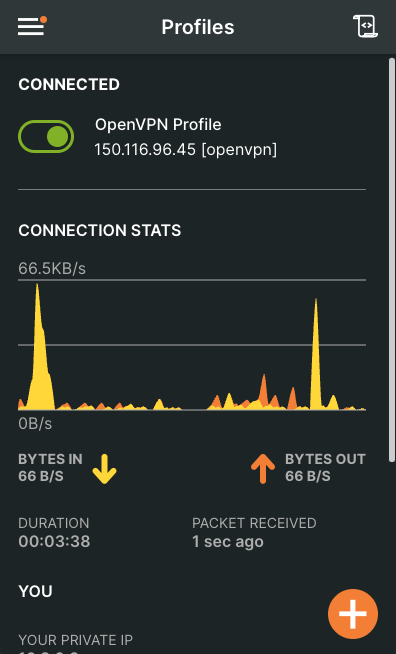 Profiles
CONNECTED
OpenVPN Profile
150.116.96.45 [openvpn]
CONNECTION STATS
66.5KB/s
0B/s
BYTES IN
66 B/S
BYTES OUT
66 B/S
DURATION
00:03:38
PACKET RECEIVED
1 sec ago
YOU
YOUR PRIVATE IP